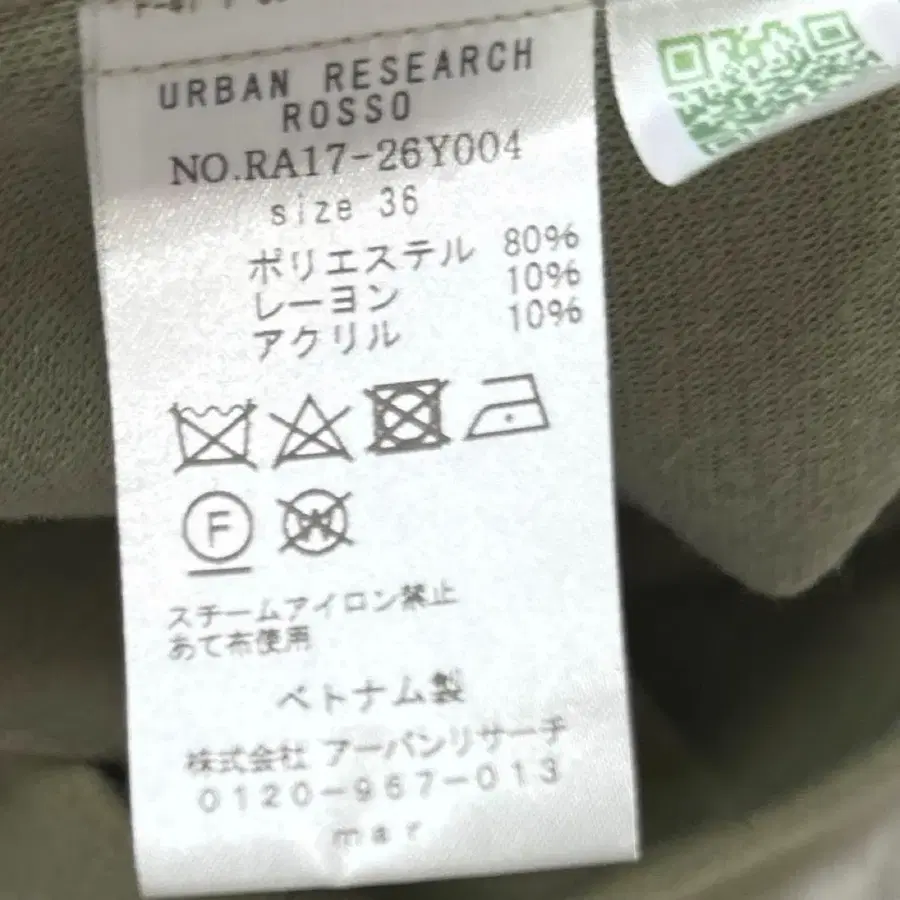 URBAN RESEARCH
ROSSO
NO.RA17-26Y004
size 36
ポリエステル 80%
レーヨン 10%
アクリル 10%
F
W
スチームアイロン禁止
あて布使用
ベトナム製
株式会社 アーバンリサーチ
0120-967-013
mar